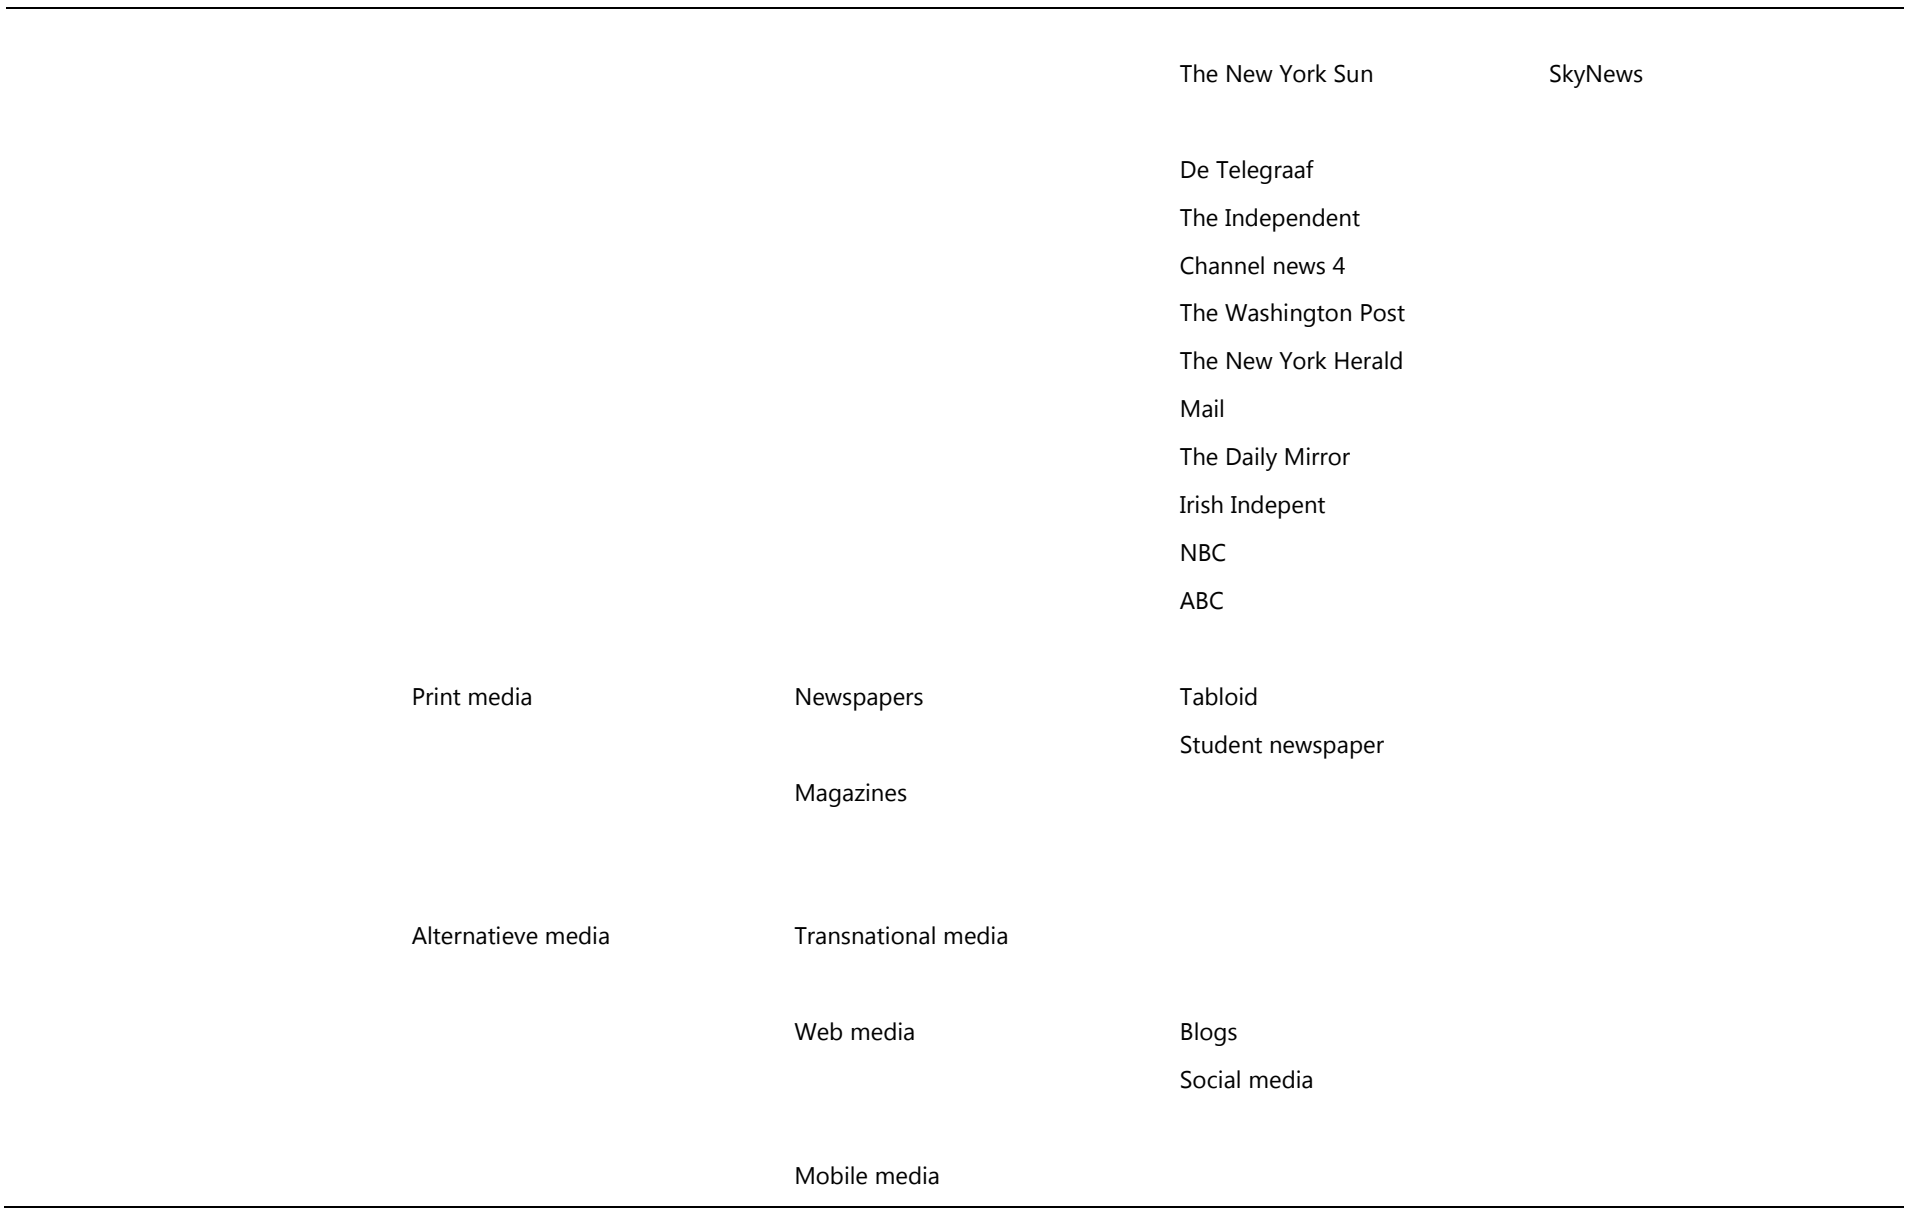 The New York Sun SkyNews
De Telegraaf
The Independent
Channel news 4
The Washington Post
The New York Herald
Mail
The Daily Mirror
Irish Indepent
NBC
ABC
Print media Newspapers Tabloid
Student newspaper
Magazines
Alternatieve media Transnational media
Web media Blogs
Social media
Mobile media